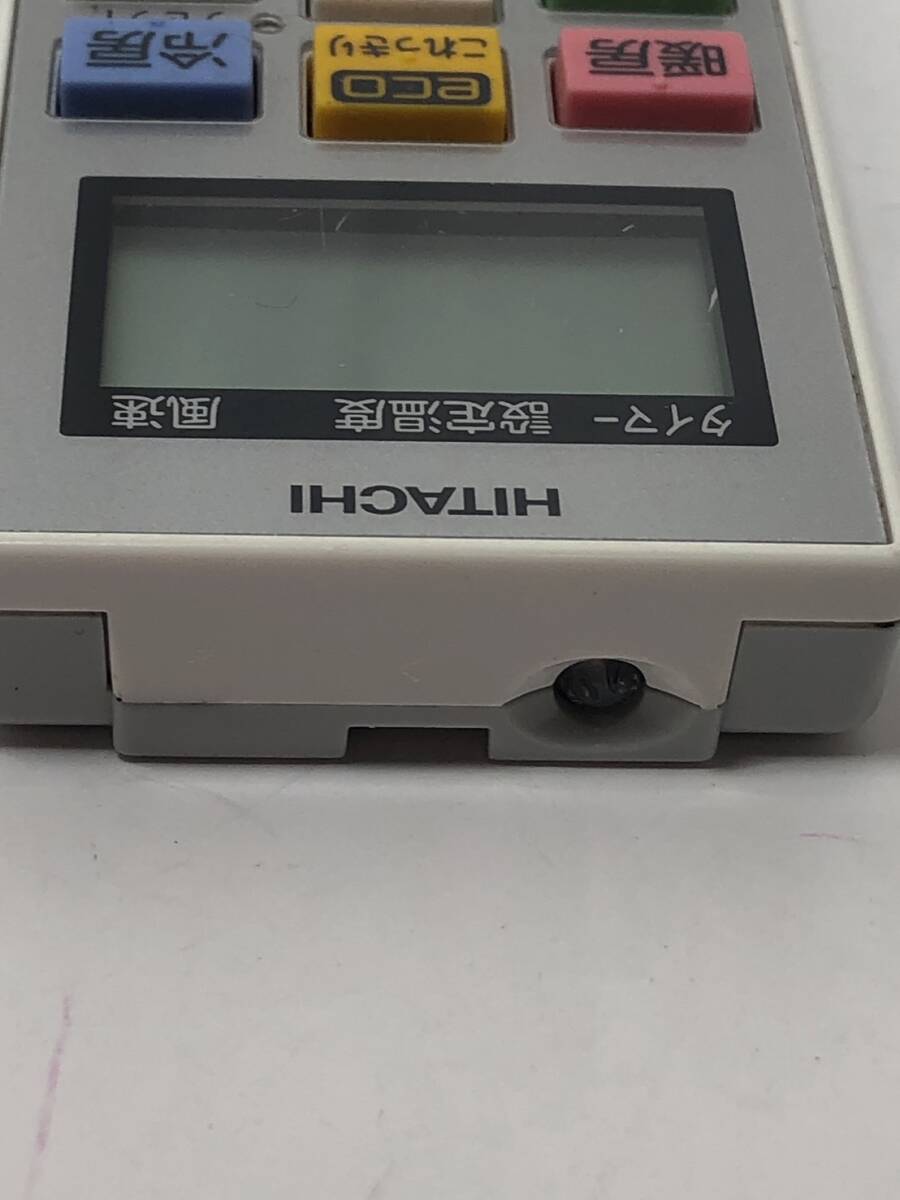 HITACHI
タイマー 設定温度 風速
暖房
eco
これっきり
冷房